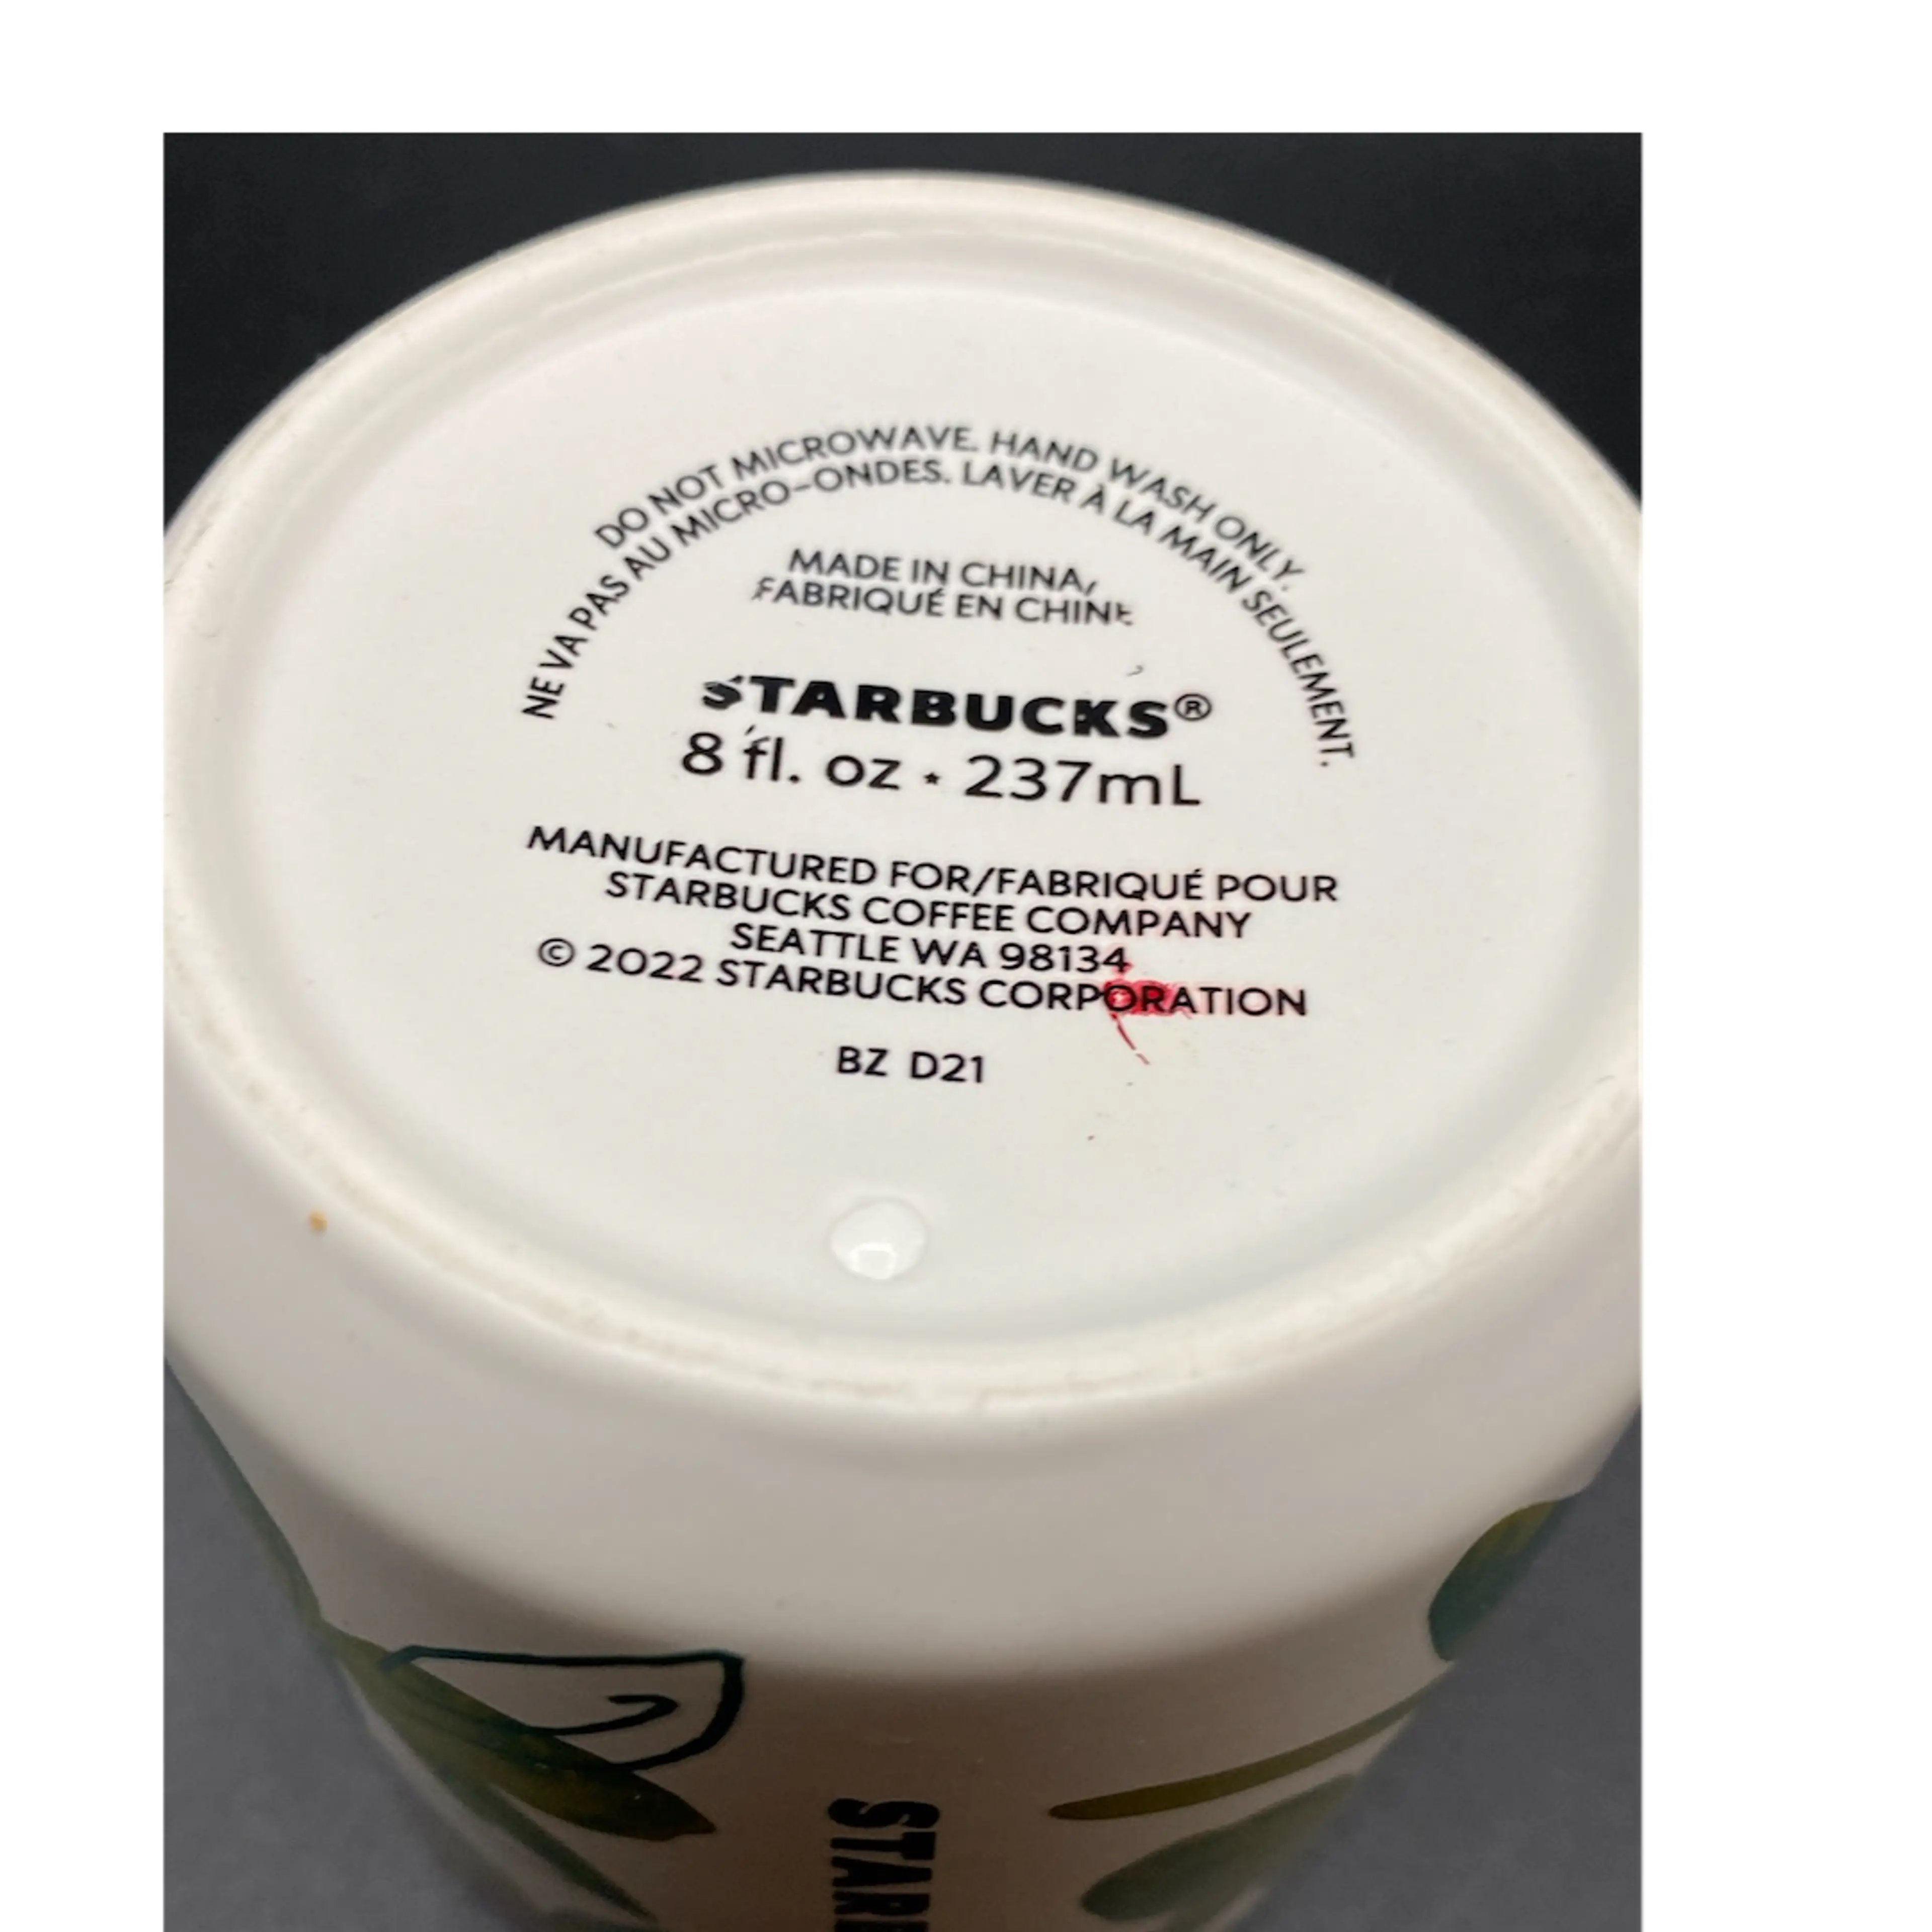 DO NOT MICROWAVE. HAND WASH ONLY.
NE VA PAS AU MICRO-ONDES. LAVER À LA MAIN SEULEMENT.
MADE IN CHINA/
FABRIQUÉ EN CHINE
STARBUCKS®
8 fl. oz ⋆ 237mL
MANUFACTURED FOR/FABRIQUÉ POUR
STARBUCKS COFFEE COMPANY
SEATTLE WA 98134
© 2022 STARBUCKS CORPORATION
BZ D21